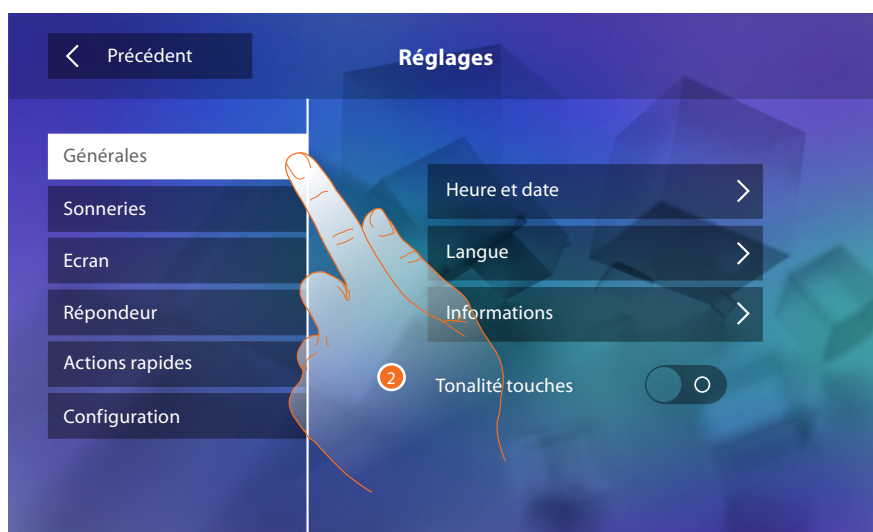 Précédent
Réglages
Générales
Sonneries
Ecran
Répondeur
Actions rapides
Configuration
Heure et date
Langue
Informations
2
Tonalité touches